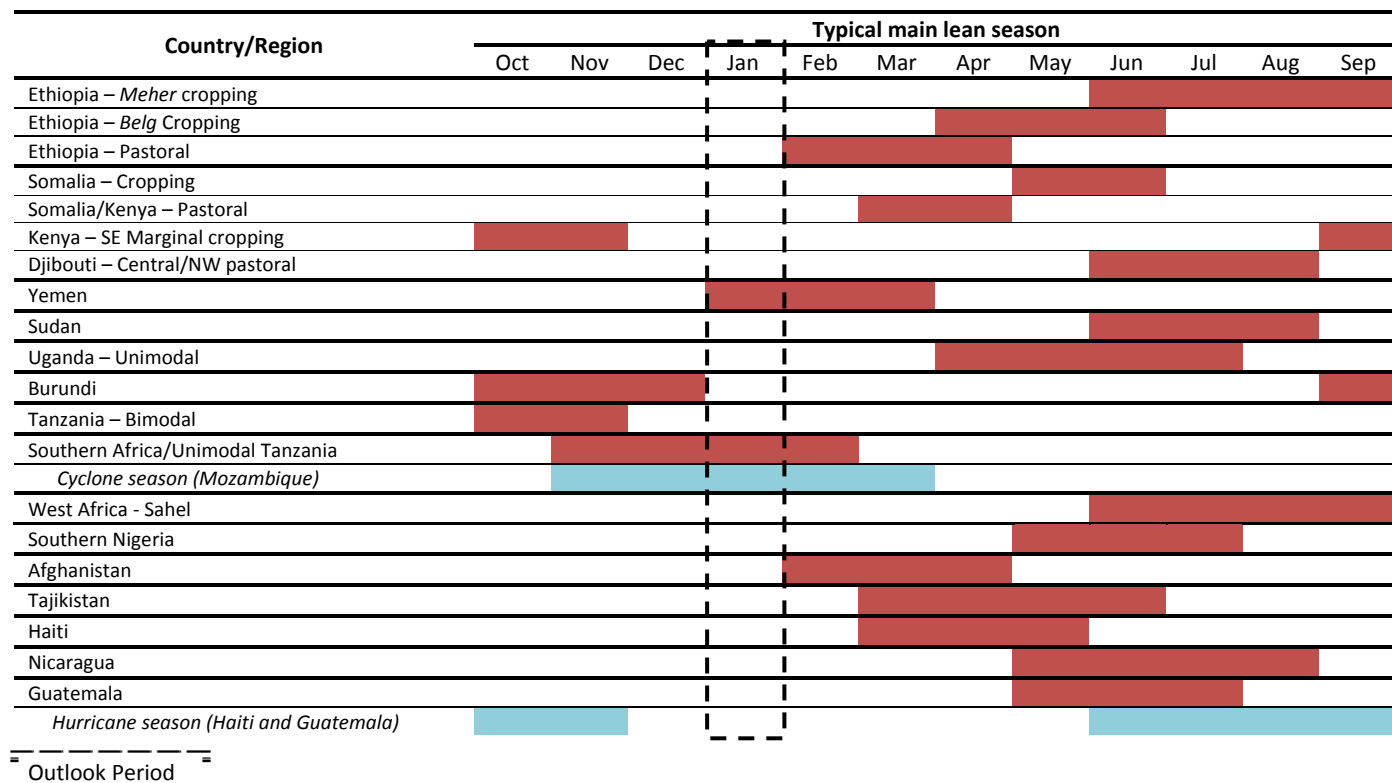 Country/Region
Typical main lean season
Oct Nov Dec Jan Feb Mar Apr May Jun Jul Aug Sep
Ethiopia – Meher cropping
Ethiopia – Belg Cropping
Ethiopia – Pastoral
Somalia – Cropping
Somalia/Kenya – Pastoral
Kenya – SE Marginal cropping
Djibouti – Central/NW pastoral
Yemen
Sudan
Uganda – Unimodal
Burundi
Tanzania – Bimodal
Southern Africa/Unimodal Tanzania
Cyclone season (Mozambique)
West Africa - Sahel
Southern Nigeria
Afghanistan
Tajikistan
Haiti
Nicaragua
Guatemala
Hurricane season (Haiti and Guatemala)
Outlook Period